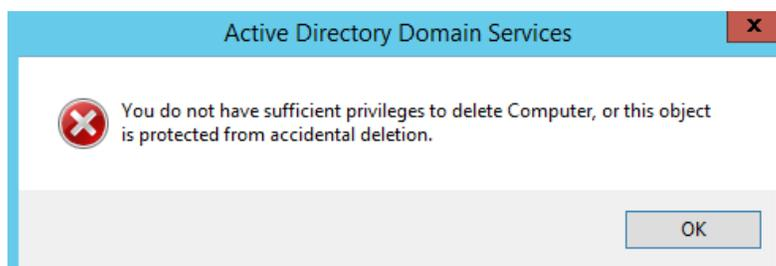 Active Directory Domain Services
x
You do not have sufficient privileges to delete Computer, or this object
is protected from accidental deletion.
OK